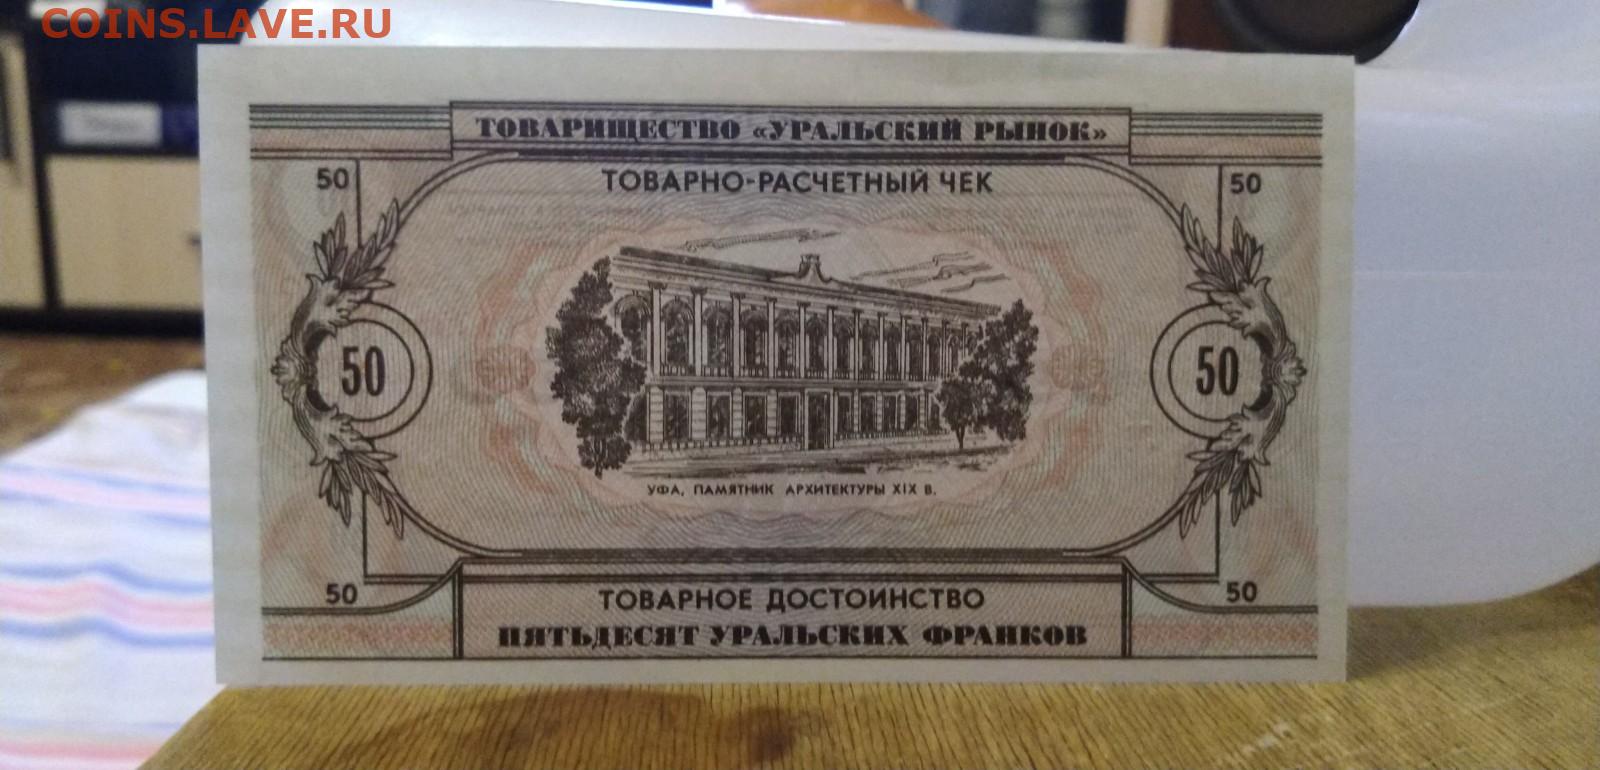 COINS.LAVE.RU
ТОВАРИЩЕСТВО «УРАЛЬСКИЙ РЫНОК»
50 ТОВАРНО-РАСЧЕТНЫЙ ЧЕК 50
50 50
УФА, ПАМЯТНИК АРХИТЕКТУРЫ XIX В.
50 ТОВАРНОЕ ДОСТОИНСТВО 50
ПЯТЬДЕСЯТ УРАЛЬСКИХ ФРАНКОВ